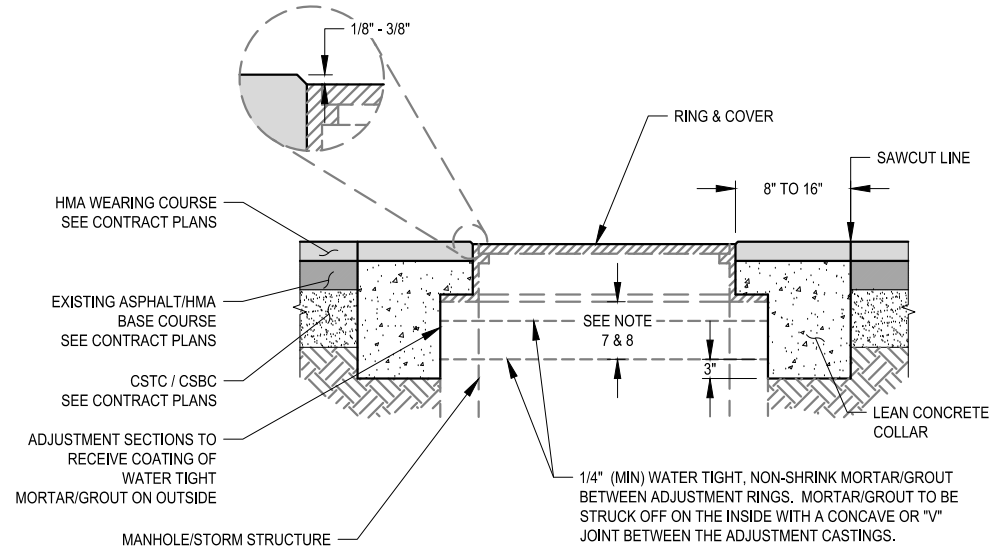 1/8" - 3/8"
RING & COVER
SAWCUT LINE
8" TO 16"
HMA WEARING COURSE
SEE CONTRACT PLANS
EXISTING ASPHALT/HMA
BASE COURSE
SEE CONTRACT PLANS
SEE NOTE
7 & 8
3"
CSTC / CSBC
SEE CONTRACT PLANS
LEAN CONCRETE
COLLAR
ADJUSTMENT SECTIONS TO
RECEIVE COATING OF
WATER TIGHT
MORTAR/GROUT ON OUTSIDE
1/4" (MIN) WATER TIGHT, NON-SHRINK MORTAR/GROUT
BETWEEN ADJUSTMENT RINGS. MORTAR/GROUT TO BE
STRUCK OFF ON THE INSIDE WITH A CONCAVE OR "V"
JOINT BETWEEN THE ADJUSTMENT CASTINGS.
MANHOLE/STORM STRUCTURE